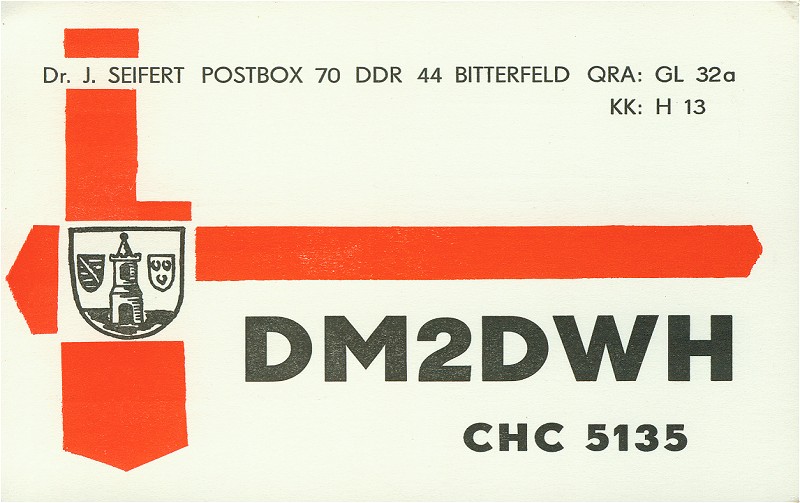 Dr. J. SEIFERT POSTBOX 70 DDR 44 BITTERFELD QRA: GL 32a
KK: H 13
DM2DWH
CHC 5135